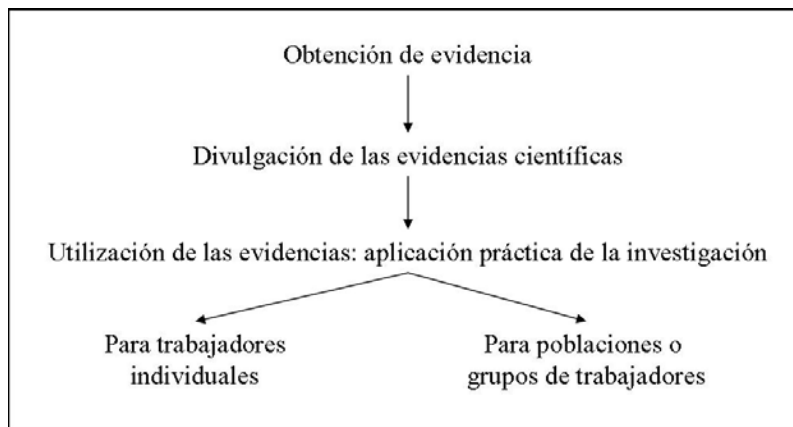 Obtención de evidencia
Divulgación de las evidencias científicas
Utilización de las evidencias: aplicación práctica de la investigación
Para trabajadores
individuales
Para poblaciones o
grupos de trabajadores